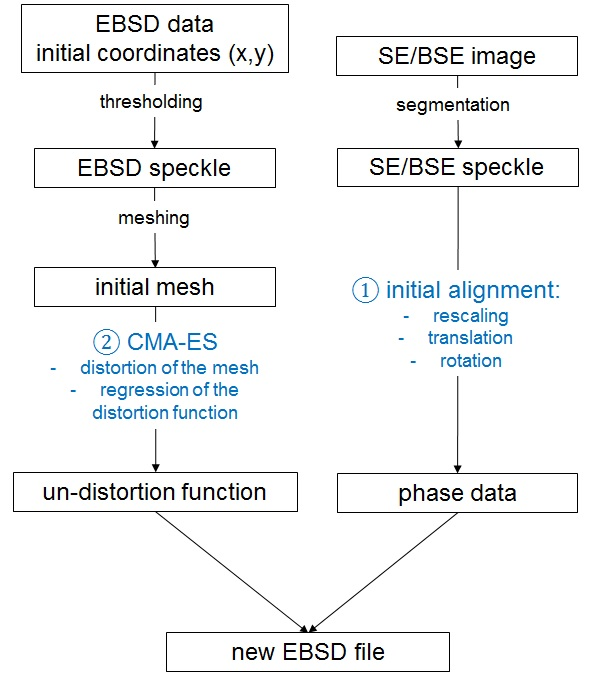 EBSD data
initial coordinates (x,y)
thresholding
EBSD speckle
meshing
initial mesh
② CMA-ES
- distortion of the mesh
- regression of the
distortion function
un-distortion function
SE/BSE image
segmentation
SE/BSE speckle
① initial alignment:
- rescaling
- translation
- rotation
phase data
new EBSD file